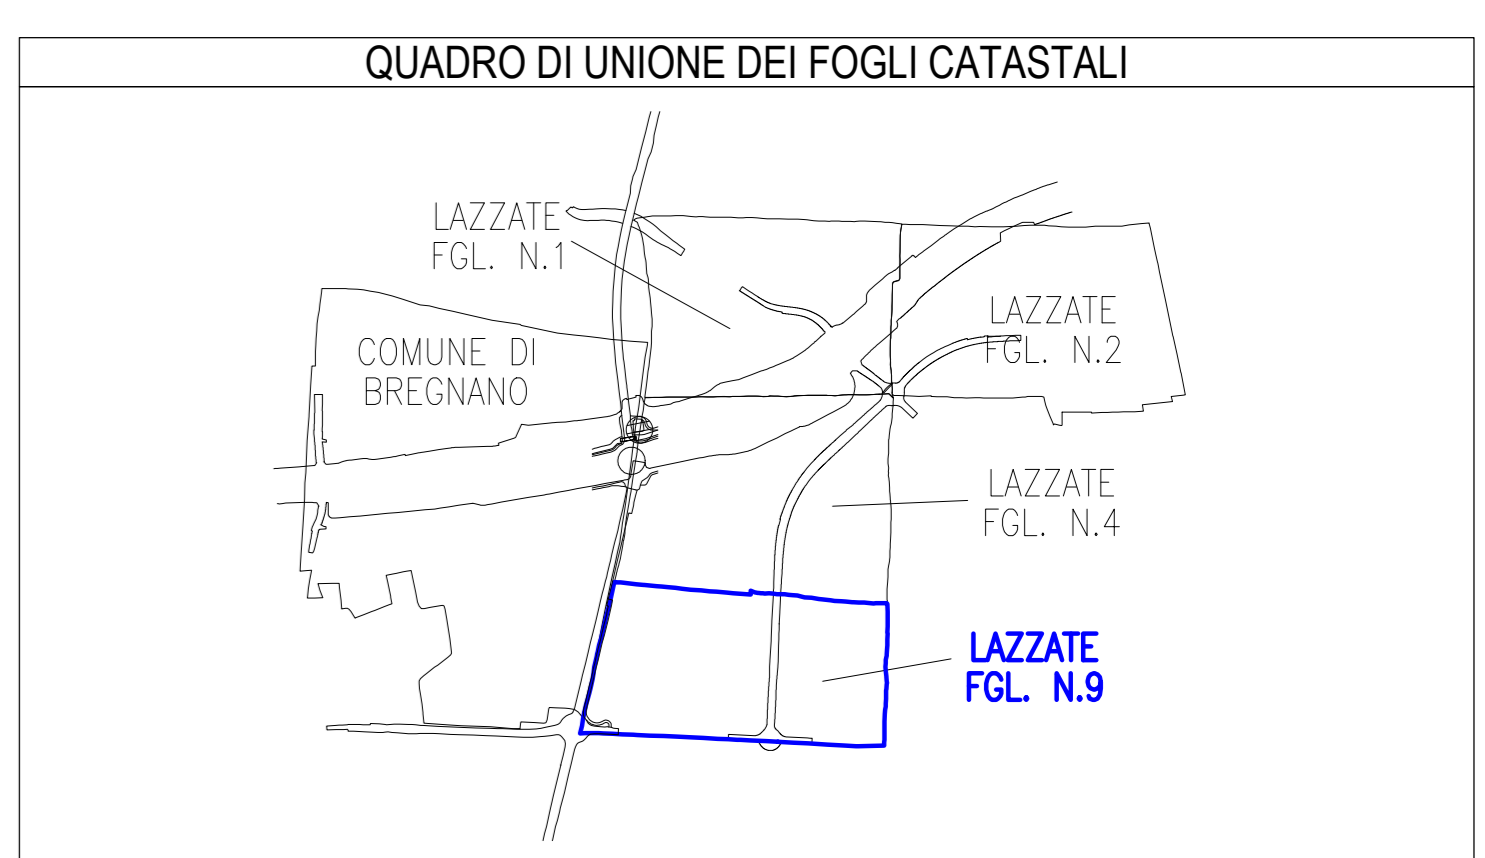 QUADRO DI UNIONE DEI FOGLI CATASTALI
LAZZATE
FGL. N.1
LAZZATE
FGL. N.2
COMUNE DI
BREGNANO
LAZZATE
FGL. N.4
LAZZATE
FGL. N.9